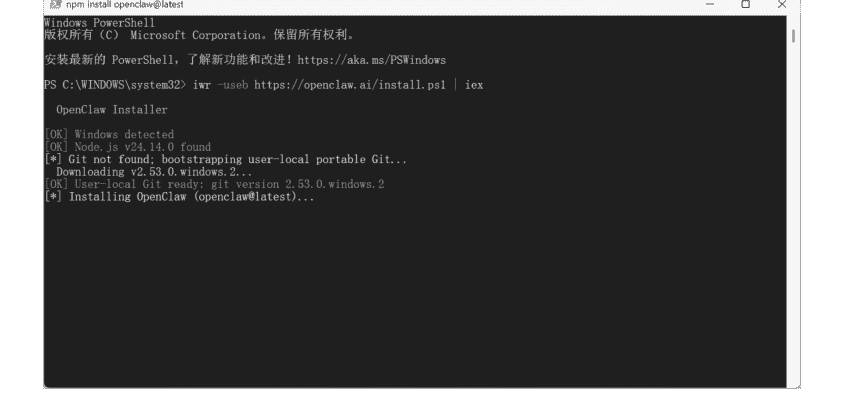 npm install openclaw@latest
Windows PowerShell
版权所有 (C) Microsoft Corporation。保留所有权利。
安装最新的 PowerShell，了解新功能和改进！https://aka.ms/PSWindows
PS C:\WINDOWS\system32> iwr -useb https://openclaw.ai/install.ps1 | iex
OpenClaw Installer
[OK] Windows detected
[OK] Node.js v24.14.0 found
[*] Git not found; bootstrapping user-local portable Git...
Downloading v2.53.0.windows.2...
[OK] User-local Git ready: git version 2.53.0.windows.2
[*] Installing OpenClaw (openclaw@latest)...